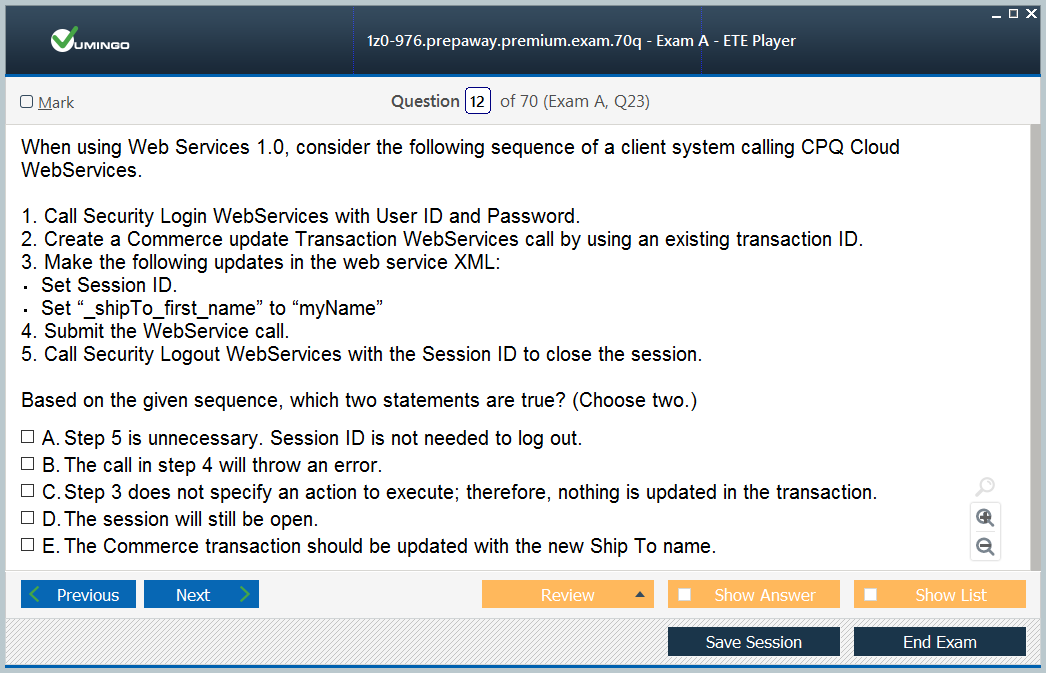 VUMINGO
1z0-976.prepaway.premium.exam.70q - Exam A - ETE Player
Mark
Question 12 of 70 (Exam A, Q23)
When using Web Services 1.0, consider the following sequence of a client system calling CPQ Cloud
WebServices.
1. Call Security Login WebServices with User ID and Password.
2. Create a Commerce update Transaction WebServices call by using an existing transaction ID.
3. Make the following updates in the web service XML:
· Set Session ID.
· Set “_shipTo_first_name” to “myName”
4. Submit the WebService call.
5. Call Security Logout WebServices with the Session ID to close the session.
Based on the given sequence, which two statements are true? (Choose two.)
A. Step 5 is unnecessary. Session ID is not needed to log out.
B. The call in step 4 will throw an error.
C. Step 3 does not specify an action to execute; therefore, nothing is updated in the transaction.
D. The session will still be open.
E. The Commerce transaction should be updated with the new Ship To name.
Previous
Next
Review
Show Answer
Show List
Save Session
End Exam